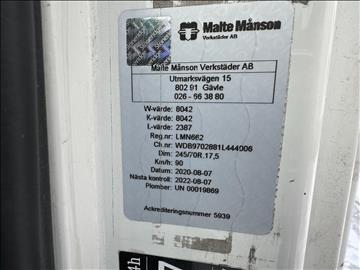 Malte Månson
Verkstäder AB
Malte Månson Verkstäder AB
Utmarksvägen 15
802 91 Gävle
026 - 66 38 80
W-värde: 8042
K-värde: 8042
L-värde: 2387
Reg.nr: LMN662
Ch.nr: WDB9702881L444006
Dim: 245/70R.17,5
Km/h: 90
Datum: 2020-08-07
Nästa kontroll: 2022-08-07
Plomber: UN 00019869
Ackrediteringsnummer 5939
24h